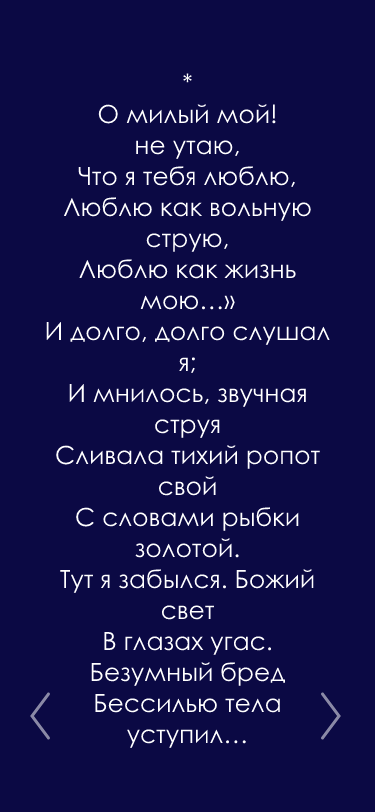 *
О милый мой!
не утаю,
Что я тебя люблю,
Люблю как вольную
струю,
Люблю как жизнь
мою...»
И долго, долго слушал
я;
И мнилось, звучная
струя
Сливала тихий ропот
свой
С словами рыбки
золотой.
Тут я забылся. Божий
свет
В глазах угас.
Безумный бред
Бессилью тела
уступил...